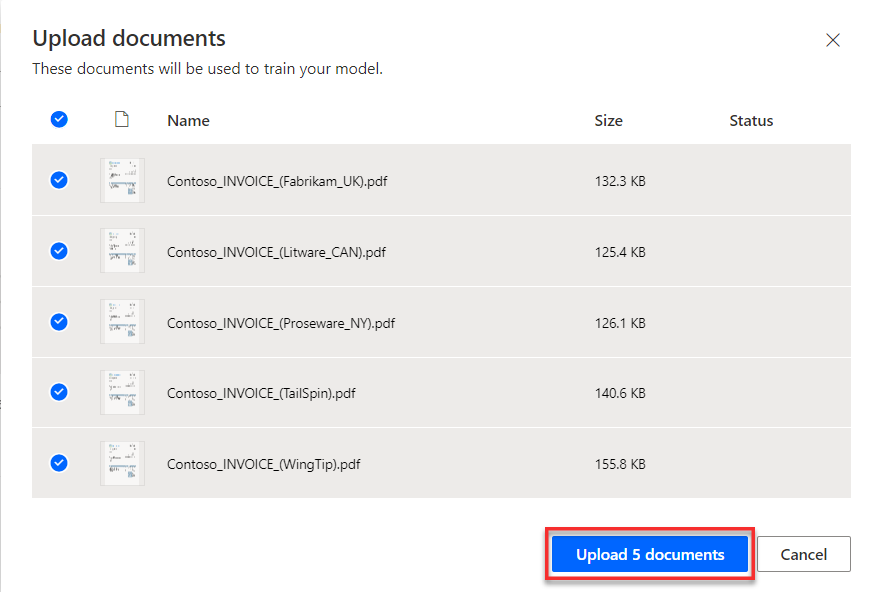 Upload documents
These documents will be used to train your model.
Name Size Status
Contoso_INVOICE_(Fabrikam_UK).pdf 132.3 KB
Contoso_INVOICE_(Litware_CAN).pdf 125.4 KB
Contoso_INVOICE_(Proseware_NY).pdf 126.1 KB
Contoso_INVOICE_(TailSpin).pdf 140.6 KB
Contoso_INVOICE_(WingTip).pdf 155.8 KB
Upload 5 documents Cancel